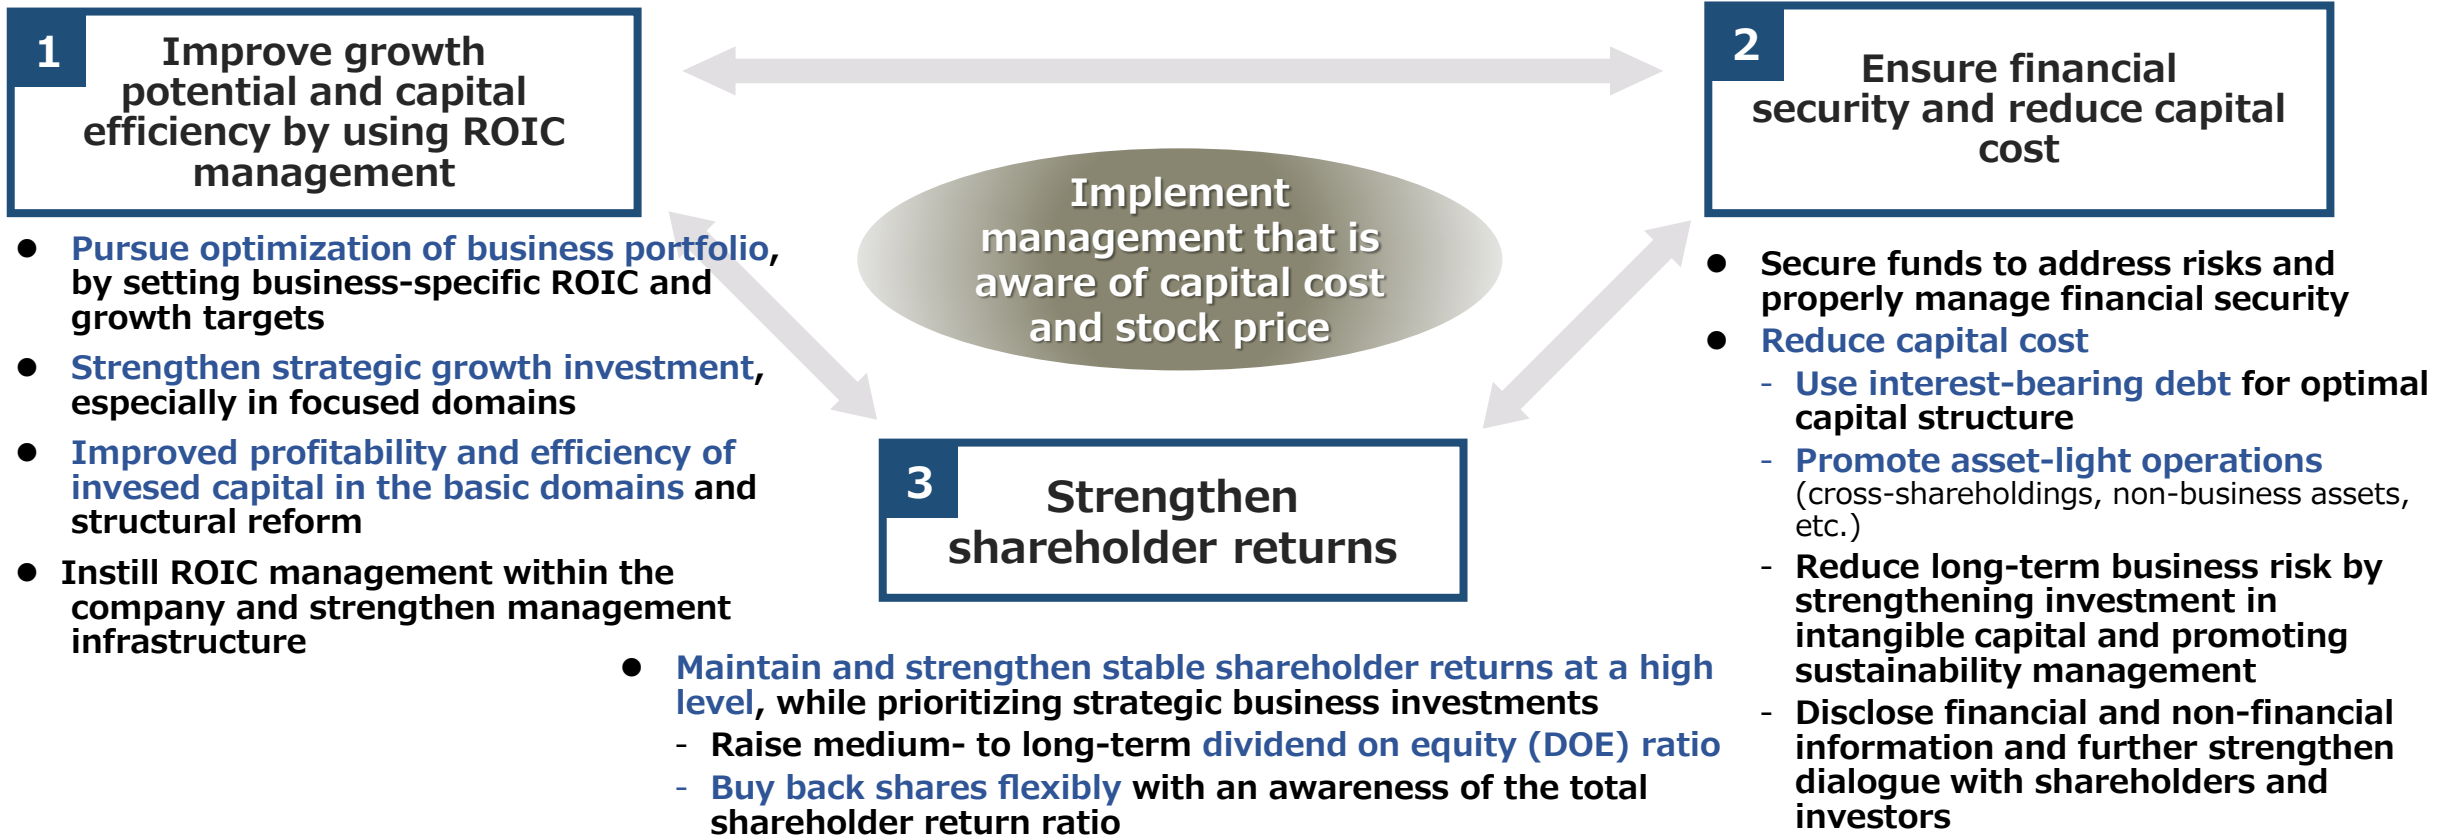 1
Improve growth
potential and capital
efficiency by using ROIC
management
● Pursue optimization of business portfolio,
by setting business-specific ROIC and
growth targets
● Strengthen strategic growth investment,
especially in focused domains
● Improved profitability and efficiency of
invesed capital in the basic domains and
structural reform
● Instill ROIC management within the
company and strengthen management
infrastructure
Implement
management that is
aware of capital cost
and stock price
2
Ensure financial
security and reduce capital
cost
● Secure funds to address risks and
properly manage financial security
● Reduce capital cost
- Use interest-bearing debt for optimal
capital structure
- Promote asset-light operations
(cross-shareholdings, non-business assets,
etc.)
- Reduce long-term business risk by
strengthening investment in
intangible capital and promoting
sustainability management
- Disclose financial and non-financial
information and further strengthen
dialogue with shareholders and
investors
3
Strengthen
shareholder returns
● Maintain and strengthen stable shareholder returns at a high
level, while prioritizing strategic business investments
- Raise medium- to long-term dividend on equity (DOE) ratio
- Buy back shares flexibly with an awareness of the total
shareholder return ratio